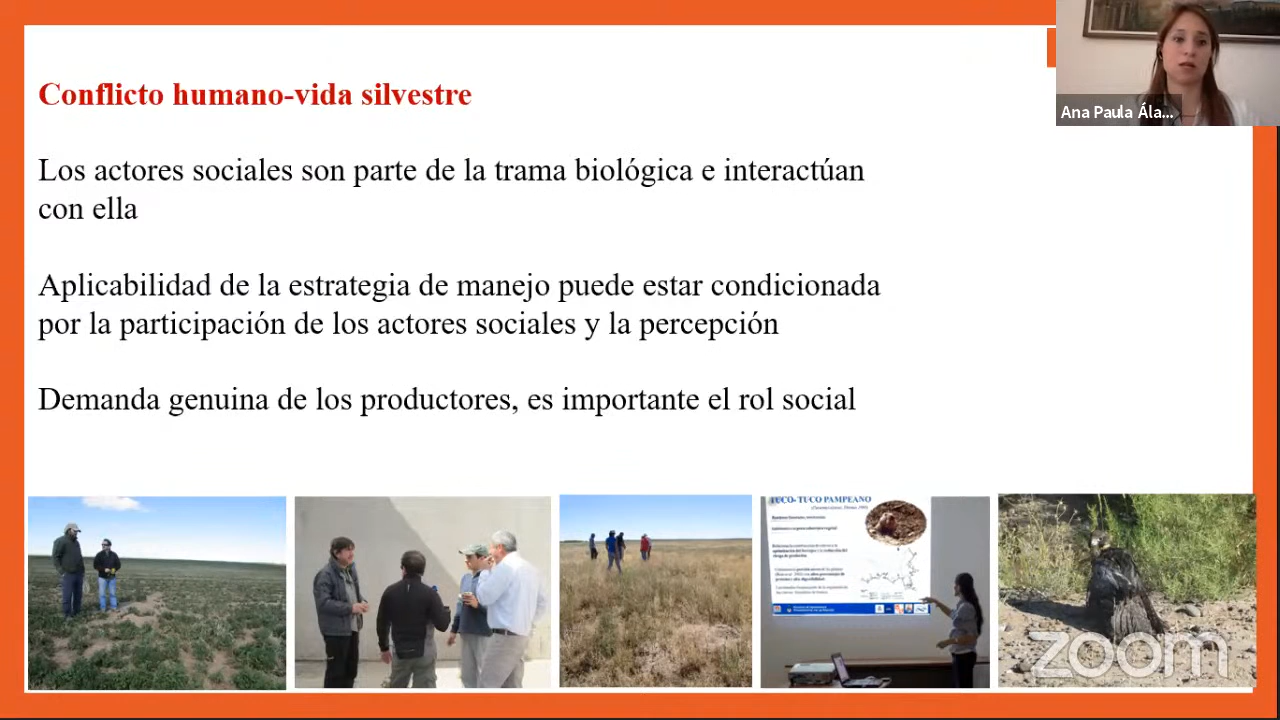 Conflicto humano-vida silvestre
Ana Paula Ála...
Los actores sociales son parte de la trama biológica e interactúan
con ella
Aplicabilidad de la estrategia de manejo puede estar condicionada
por la participación de los actores sociales y la percepción
Demanda genuina de los productores, es importante el rol social
TUCO- TUCO PAMPEANO
zoom